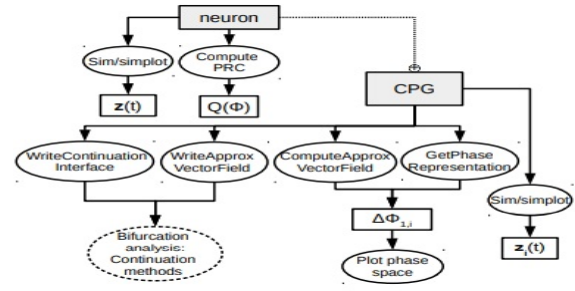 neuron
Sim/simplot
Compute
PRC
z(t)
Q(Φ)
CPG
WriteContinuation
Interface
WriteApprox
VectorField
ComputeApprox
VectorField
GetPhase
Representation
Sim/simplot
ΔΦ1,i
zi(t)
Bifurcation
analysis:
Continuation
methods
Plot phase
space